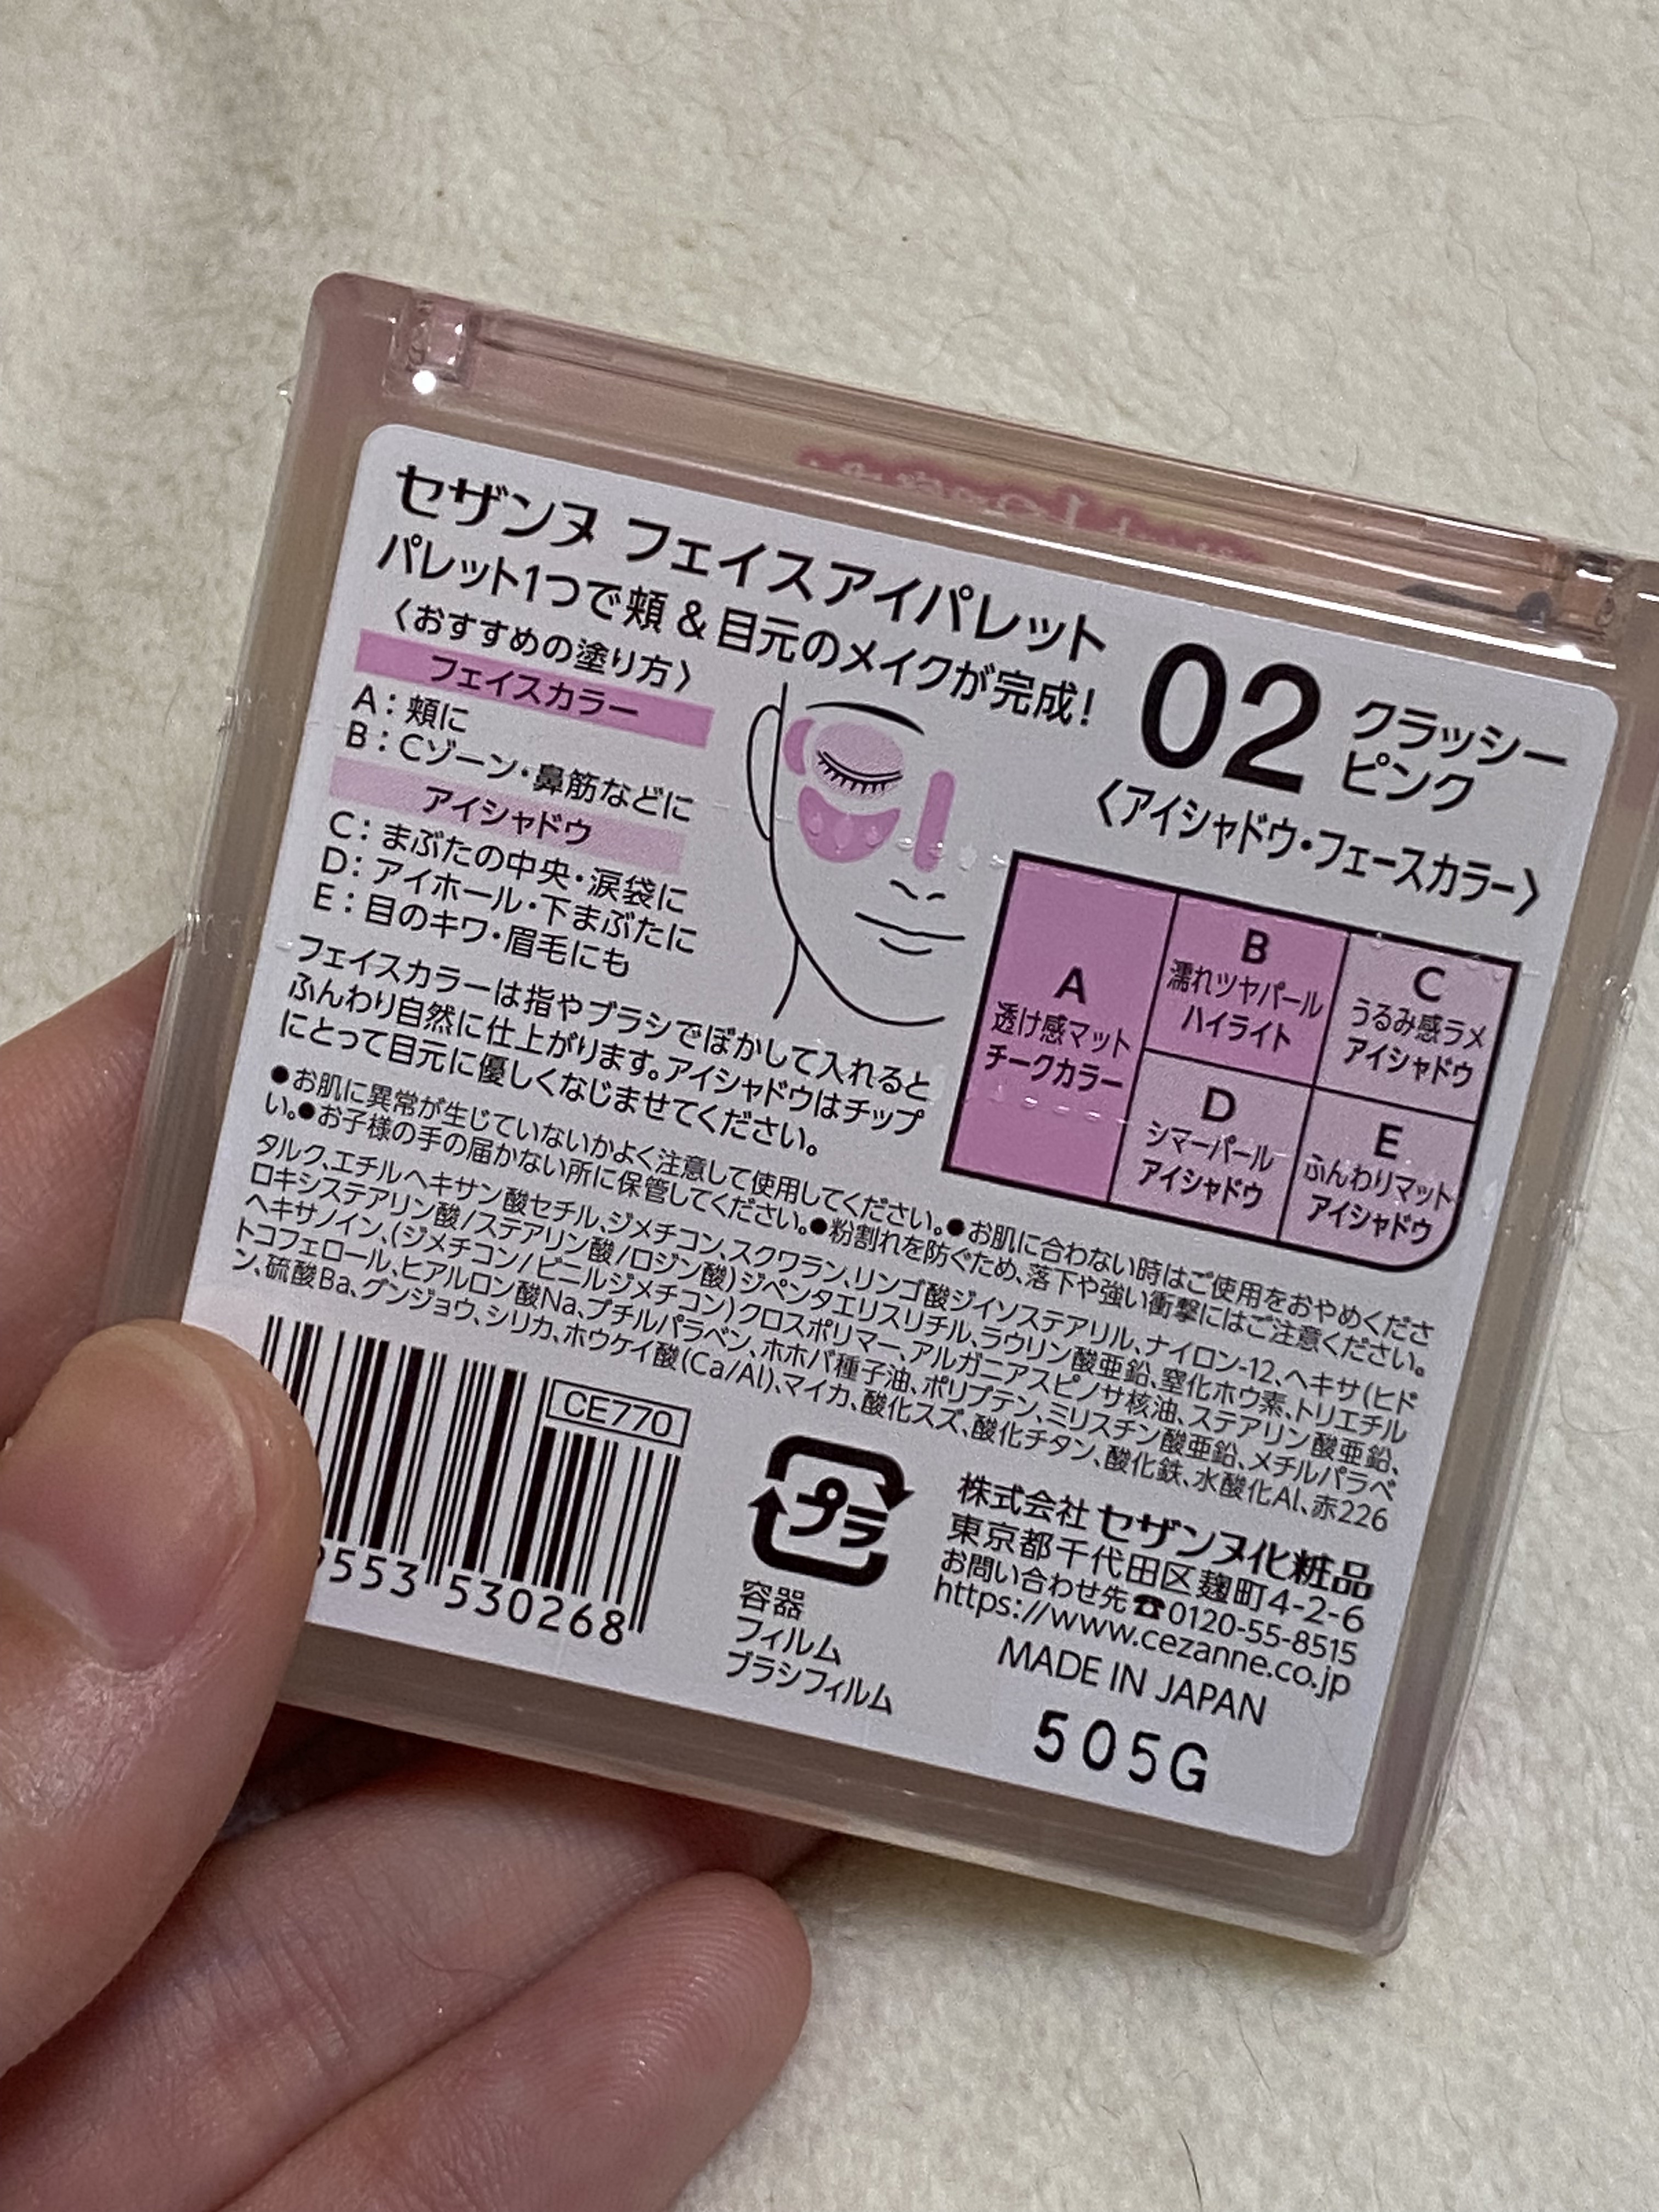 セザンヌ フェイスアイパレット
パレット1つで頬 & 目元のメイクが完成!
〈おすすめの塗り方〉
フェイスカラー
A：頬に
B：Cゾーン・鼻筋などに
アイシャドウ
C：まぶたの中央・涙袋に
D：アイホール・下まぶたに
E：目のキワ・眉毛にも
フェイスカラーは指やブラシでぼかして入れると
ふんわり自然に仕上がります。アイシャドウはチップ
にとって目元に優しくなじませてください。
02 クラッシー
ピンク
〈アイシャドウ・フェースカラー〉
A
透け感マット
チークカラー
B
濡れツヤパール
ハイライト
C
うるみ感ラメ
アイシャドウ
D
シマーパール
アイシャドウ
E
ふんわりマット
アイシャドウ
●お肌に異常が生じていないかよく注意して使用してください。●お肌に合わない時はご使用をおやめくださ
い。●お子様の手の届かない所に保管してください。●粉割れを防ぐため、落下や強い衝撃にはご注意ください。
タルク、エチルヘキサン酸セチル、ジメチコン、スクワラン、リンゴ酸ジイソステアリル、ナイロン-12、ヘキサ(ヒド
ロキシステアリン酸/ステアリン酸/ロジン酸)ジペンタエリスリチル、ラウリン酸亜鉛、窒化ホウ素、トリエチル
ヘキサノイン、(ジメチコン/ビニルジメチコン)クロスポリマー、アルガニアスピノサ核油、ステアリン酸亜鉛、
トコフェロール、ヒアルロン酸Na、プチルパラベン、ホホバ種子油、ポリブテン、ミリスチン酸亜鉛、メチルパラベ
ン、硫酸Ba、グンジョウ、シリカ、ホウケイ酸(Ca/Al)、マイカ、酸化スズ、酸化チタン、酸化鉄、水酸化Al、赤226
CE770
9553 530268
プラ
容器
フィルム
ブラシフィルム
株式会社 セザンヌ化粧品
東京都千代田区麹町4-2-6
お問い合わせ先☎0120-55-8515
https://www.cezanne.co.jp
MADE IN JAPAN
505G